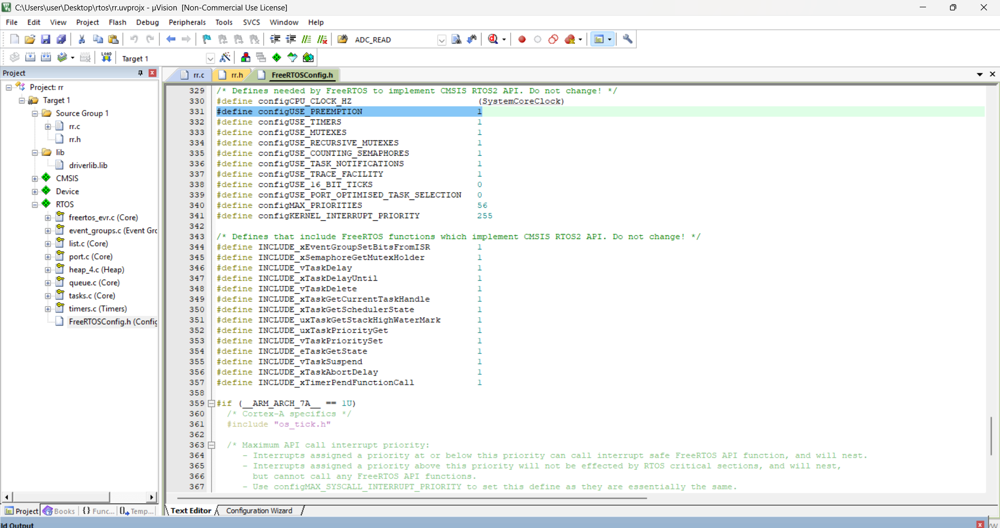 C:\Users\user\Desktop\rtos\rr.uvprojx - µVision [Non-Commercial Use License]
File Edit View Project Flash Debug Peripherals Tools SVCS Window Help
ADC_READ
LOAD Target 1
Project
rr.c rr.h FreeRTOSConfig.h
Project: rr
Target 1
Source Group 1
rr.c
rr.h
lib
driverlib.lib
CMSIS
Device
RTOS
freertos_evr.c (Core)
event_groups.c (Event Grc
list.c (Core)
port.c (Core)
heap_4.c (Heap)
queue.c (Core)
tasks.c (Core)
timers.c (Timers)
FreeRTOSConfig.h (Config
329 /* Defines needed by FreeRTOS to implement CMSIS RTOS2 API. Do not change! */
330 #define configCPU_CLOCK_HZ (SystemCoreClock)
331 #define configUSE_PREEMPTION 1
332 #define configUSE_TIMERS 1
333 #define configUSE_MUTEXES 1
334 #define configUSE_RECURSIVE_MUTEXES 1
335 #define configUSE_COUNTING_SEMAPHORES 1
336 #define configUSE_TASK_NOTIFICATIONS 1
337 #define configUSE_TRACE_FACILITY 1
338 #define configUSE_16_BIT_TICKS 0
339 #define configUSE_PORT_OPTIMISED_TASK_SELECTION 0
340 #define configMAX_PRIORITIES 56
341 #define configKERNEL_INTERRUPT_PRIORITY 255
342
343 /* Defines that include FreeRTOS functions which implement CMSIS RTOS2 API. Do not change! */
344 #define INCLUDE_xEventGroupSetBitsFromISR 1
345 #define INCLUDE_xSemaphoreGetMutexHolder 1
346 #define INCLUDE_vTaskDelay 1
347 #define INCLUDE_xTaskDelayUntil 1
348 #define INCLUDE_vTaskDelete 1
349 #define INCLUDE_xTaskGetCurrentTaskHandle 1
350 #define INCLUDE_xTaskGetSchedulerState 1
351 #define INCLUDE_uxTaskGetStackHighWaterMark 1
352 #define INCLUDE_uxTaskPriorityGet 1
353 #define INCLUDE_vTaskPrioritySet 1
354 #define INCLUDE_eTaskGetState 1
355 #define INCLUDE_vTaskSuspend 1
356 #define INCLUDE_xTaskAbortDelay 1
357 #define INCLUDE_xTimerPendFunctionCall 1
358
359 #if (__ARM_ARCH_7A__ == 1U)
360 /* Cortex-A specifics */
361 #include "os_tick.h"
362
363 /* Maximum API call interrupt priority:
364 - Interrupts assigned a priority at or below this priority can call interrupt safe FreeRTOS API function, and will nest.
365 - Interrupts assigned a priority above this priority will not be effected by RTOS critical sections, and will nest,
366 but cannot call any FreeRTOS API functions.
367 - Use configMAX_SYSCALL_INTERRUPT_PRIORITY to set this define as they are essentially the same.
Project Books {} Func... Temp...
Text Editor Configuration Wizard
ld Output